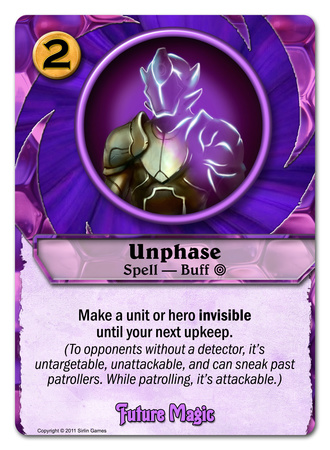 2
Unphase
Spell — Buff ◎
Make a unit or hero invisible
until your next upkeep.
(To opponents without a detector, it's
untargetable, unattackable, and can sneak past
patrollers. While patrolling, it's attackable.)
Future Magic
Copyright © 2011 Sirlin Games